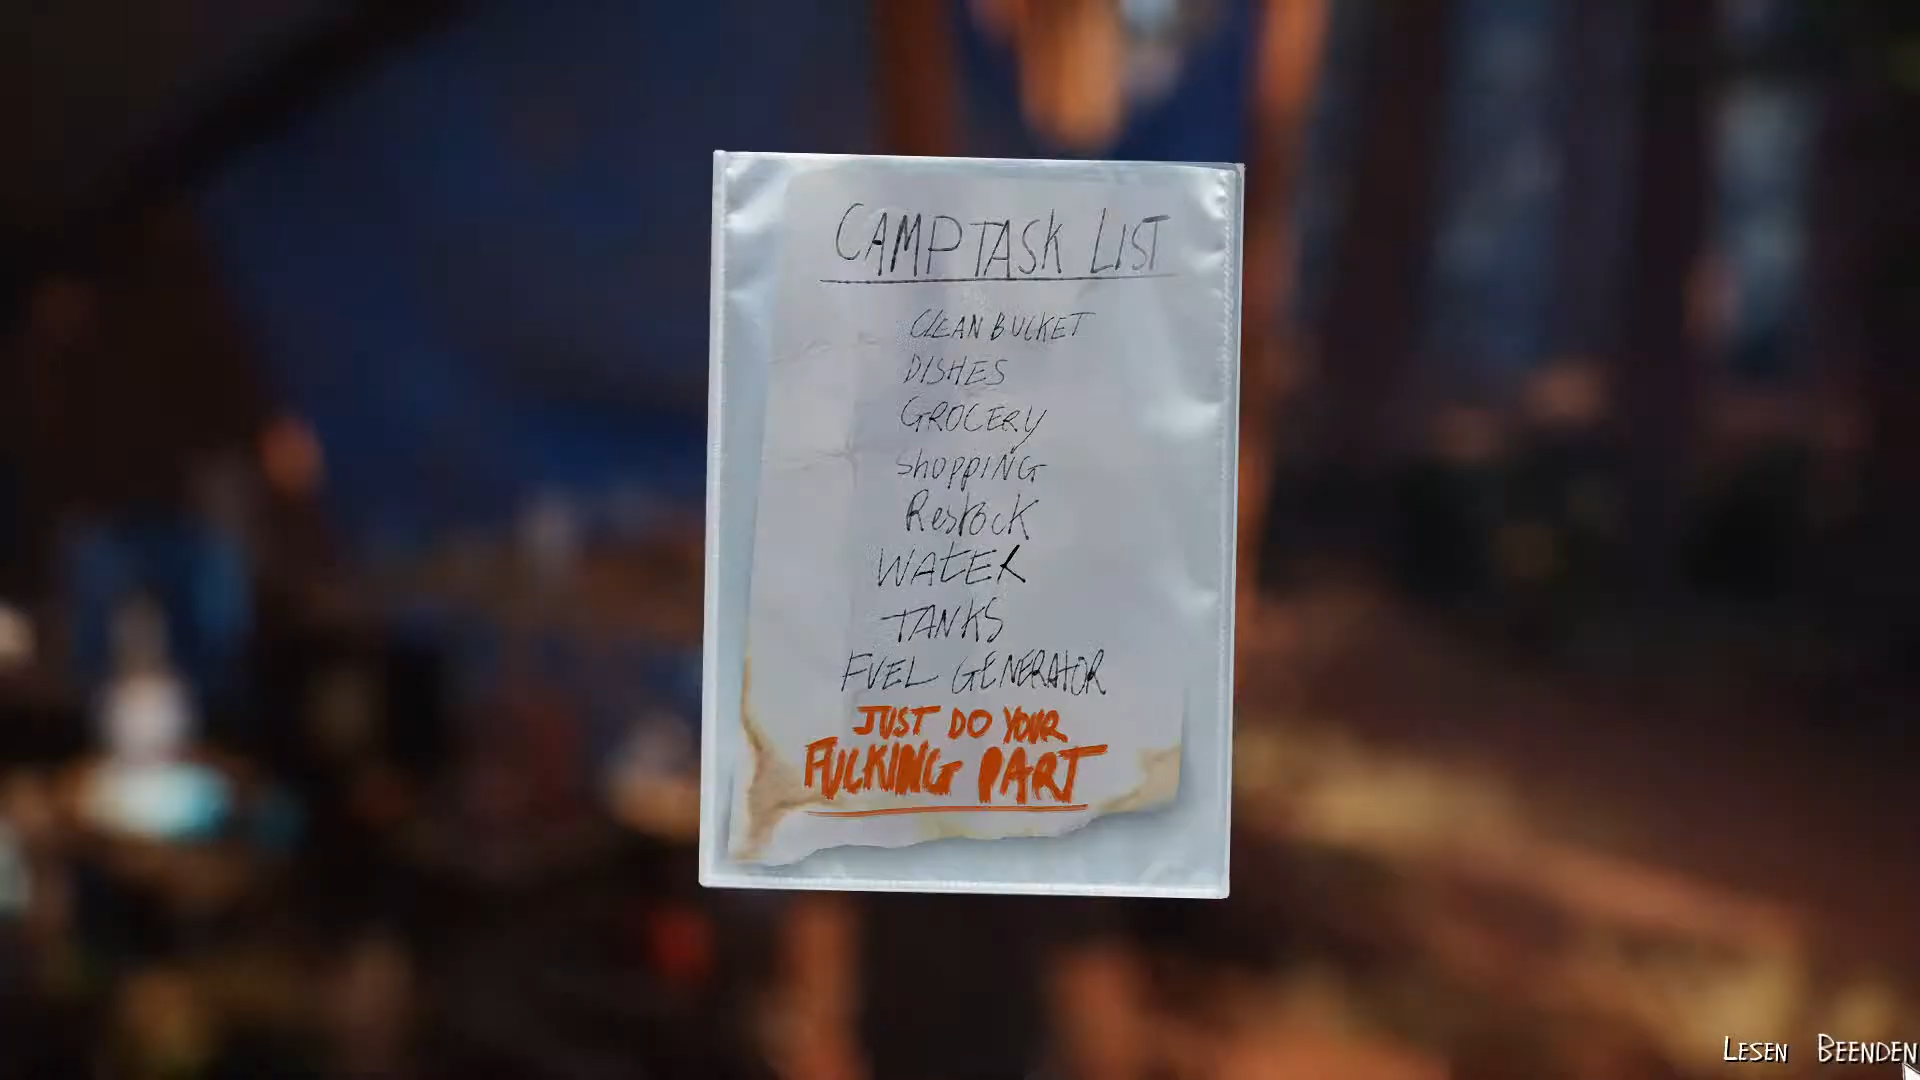 CAMP TASK LIST
CLEAN BUCKET
DISHES
GROCERY
ShOPPING
REStocK
WAtER
TANKS
FUEL GENERATOR
JUST DO YOUR
FUCKING PART
LESEN BEENDEN